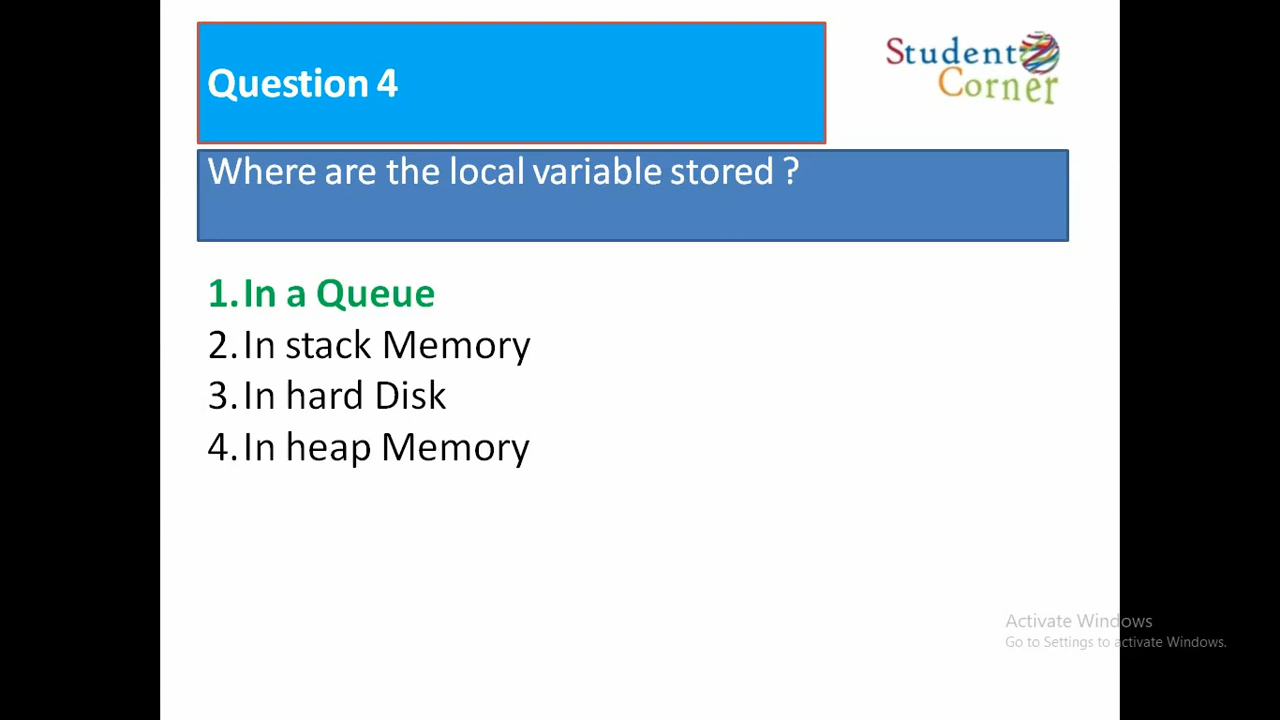 Question 4
Student
Corner
Where are the local variable stored ?
1. In a Queue
2. In stack Memory
3. In hard Disk
4. In heap Memory
Activate Windows
Go to Settings to activate Windows.